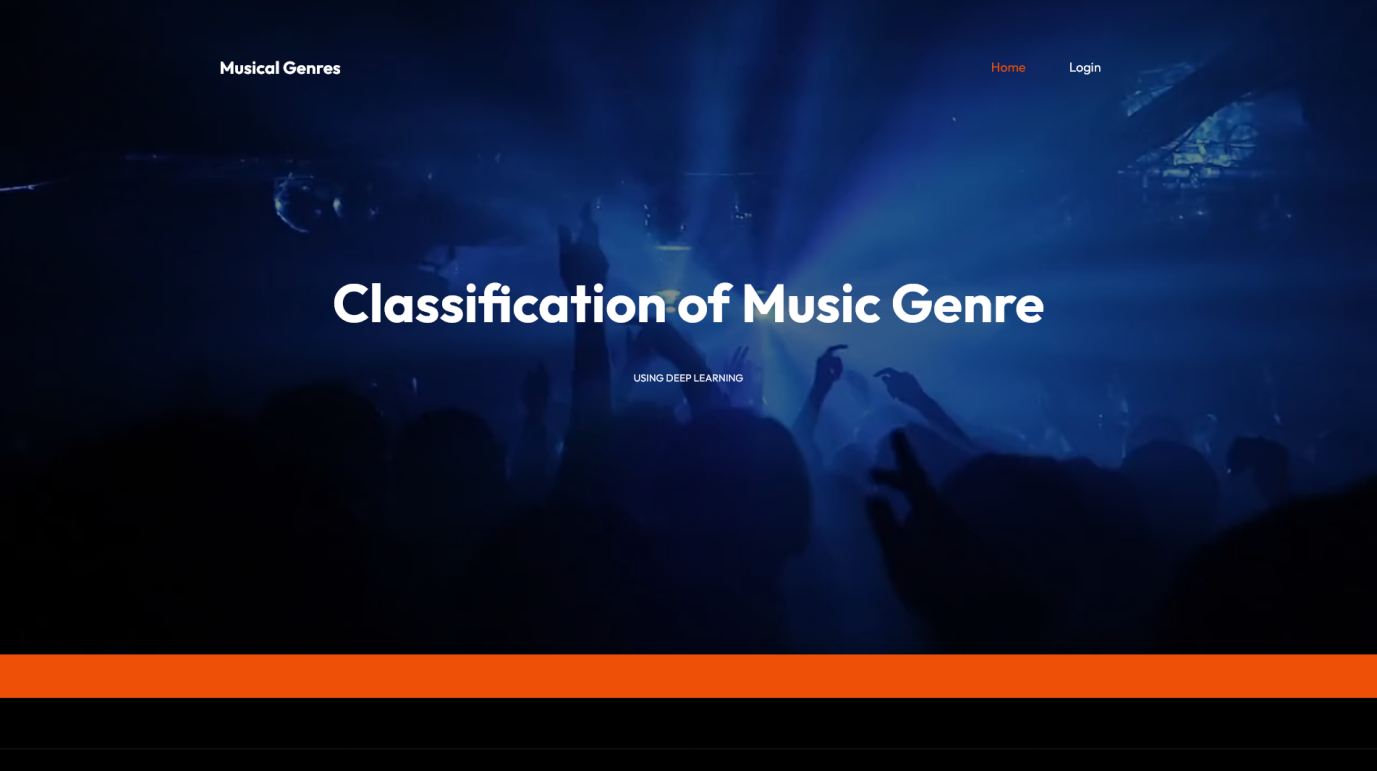 Musical Genres
Home
Login
Classification of Music Genre
USING DEEP LEARNING